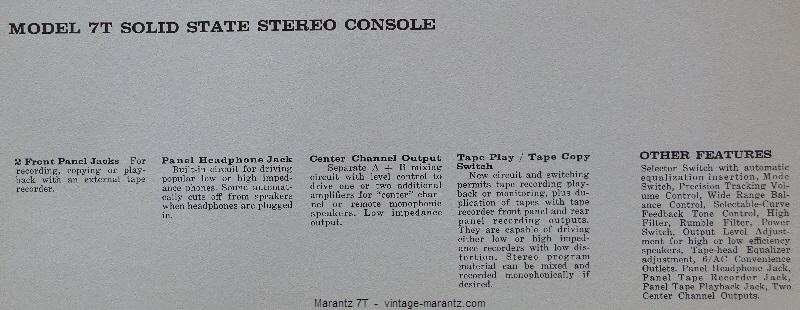 MODEL 7T SOLID STATE STEREO CONSOLE
2 Front Panel Jacks For
recording, copying or play-
back with an external tape
recorder.
Panel Headphone Jack
Built-in circuit for driving
popular low or high imped-
ance phones. Sound automat-
cally cuts off from speakers
when headphones are plugged
in.
Center Channel Output
Separate A + B mixing
circuit with level control to
drive one or two additional
amplifiers for "center" chan-
nel or remote monophonic
speakers. Low impedance
output.
Tape Play / Tape Copy
Switch
New circuit and switching
permits tape recording play-
back or monitoring, plus du-
plication of tapes with tape
recorder front panel and rear
panel recording outputs.
They are capable of driving
either low or high imped-
ance recorders with low dis-
tortion. Stereo program
material can be mixed and
recorded monophonically if
desired.
OTHER FEATURES
Selector Switch with automatic
equalization insertion, Mode
Switch, Precision Tracking Vol-
ume Control, Wide Range Bal-
ance Control, Selectable-Curve
Feedback Tone Control, High
Filter, Rumble Filter, Power
Switch, Output Level Adjust-
ment for high or low efficiency
speakers, Tape-head Equalizer
adjustment, 6/AC Convenience
Outlets. Panel Headphone Jack,
Panel Tape Recorder Jack,
Panel Tape Playback Jack, Two
Center Channel Outputs.
Marantz 7T - vintage-marantz.com